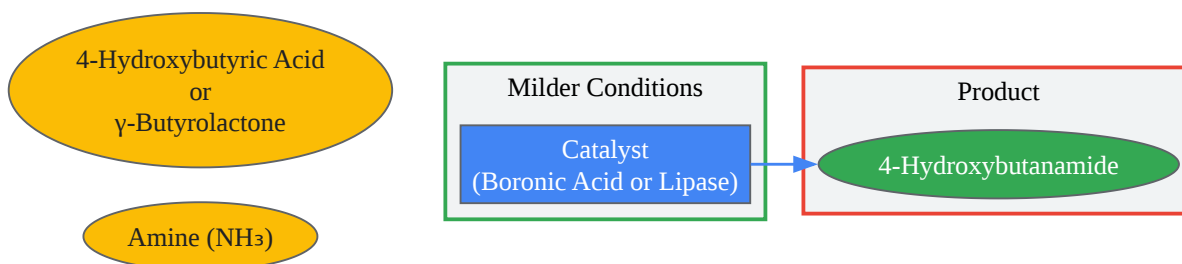 4-Hydroxybutyric Acid
or
γ-Butyrolactone
Amine (NH₃)
Milder Conditions
Catalyst
(Boronic Acid or Lipase)
Product
4-Hydroxybutanamide